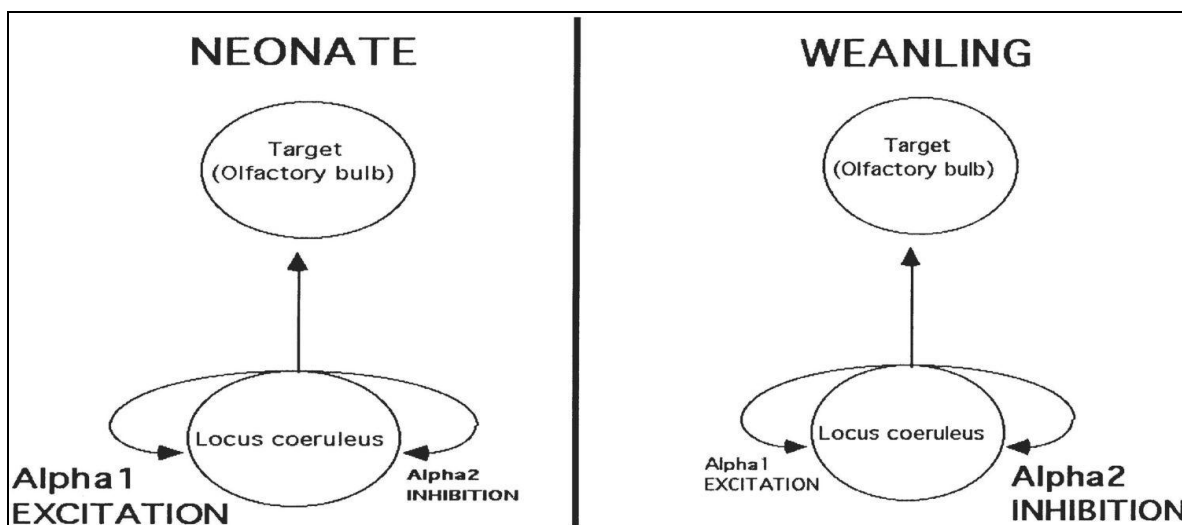 NEONATE
Target
(Olfactory bulb)
Locus coeruleus
Alpha1
EXCITATION
Alpha2
INHIBITION
WEANLING
Target
(Olfactory bulb)
Locus coeruleus
Alpha1
EXCITATION
Alpha2
INHIBITION